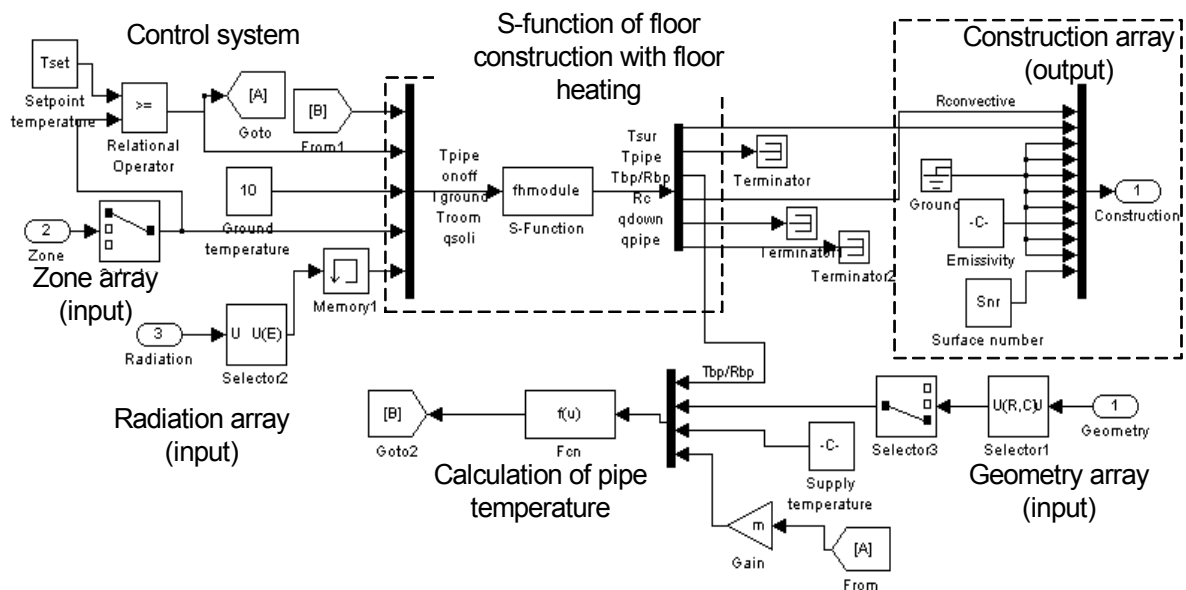 Control system
S-function of floor
construction with floor
heating
Construction array
(output)
Tset
Setpoint
temperature
>=
Relational
Operator
[A]
Goto
[B]
From1
Rconvective
Tpipe
onoff
Tground
Troom
qsoli
fhmodule
S-Function
Tsur
Tpipe
Tbp/Rbp
Rc
qdown
qpipe
Terminator
Terminator1
Terminator2
Ground
-C-
Emissivity
Snr
Surface number
1
Construction
10
Ground
temperature
2
Zone
Zone array
(input)
Memory1
3
Radiation
U U(E)
Selector2
Radiation array
(input)
Tbp/Rbp
[B]
Goto2
f(u)
Fcn
Calculation of pipe
temperature
-C-
Supply
temperature
Selector3
U(R,C)U
Selector1
1
Geometry
Geometry array
(input)
m
Gain
[A]
From